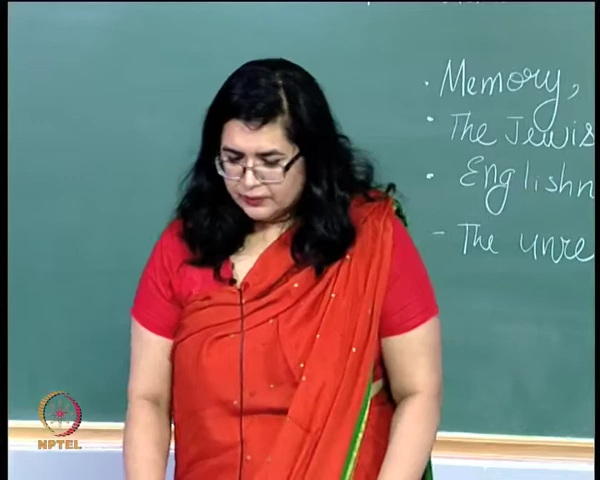 · Memory,
· The Jewis
· Englishn
- The unre
NPTEL